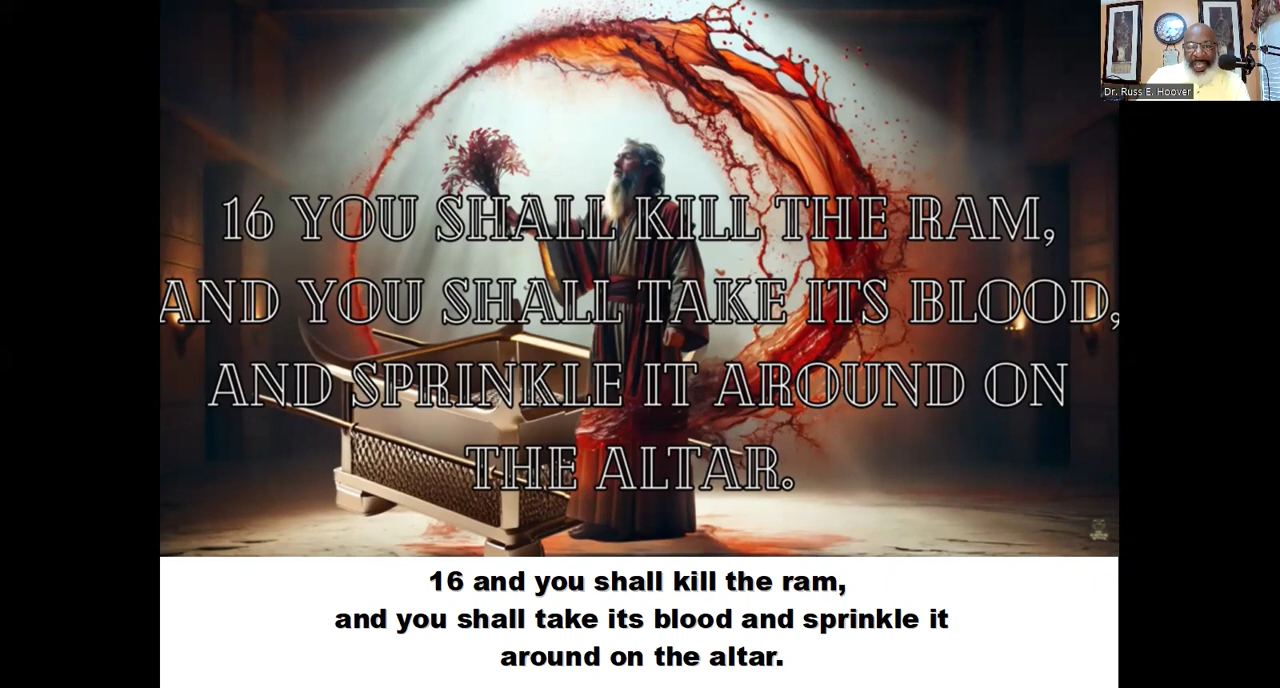 Dr. Russ E. Hoover
16 YOU SHALL KILL THE RAM,
AND YOU SHALL TAKE ITS BLOOD,
AND SPRINKLE IT AROUND ON
THE ALTAR.
16 and you shall kill the ram,
and you shall take its blood and sprinkle it
around on the altar.